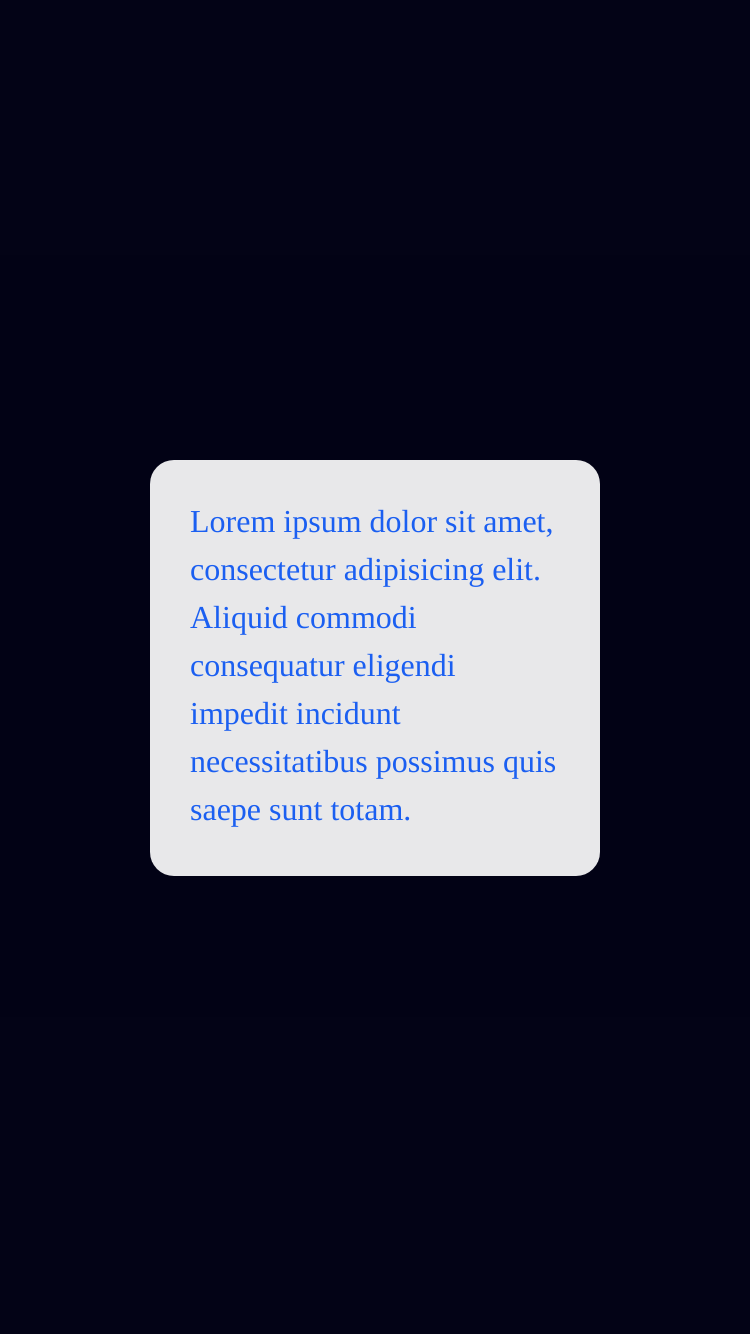 Lorem ipsum dolor sit amet,
consectetur adipisicing elit.
Aliquid commodi
consequatur eligendi
impedit incidunt
necessitatibus possimus quis
saepe sunt totam.